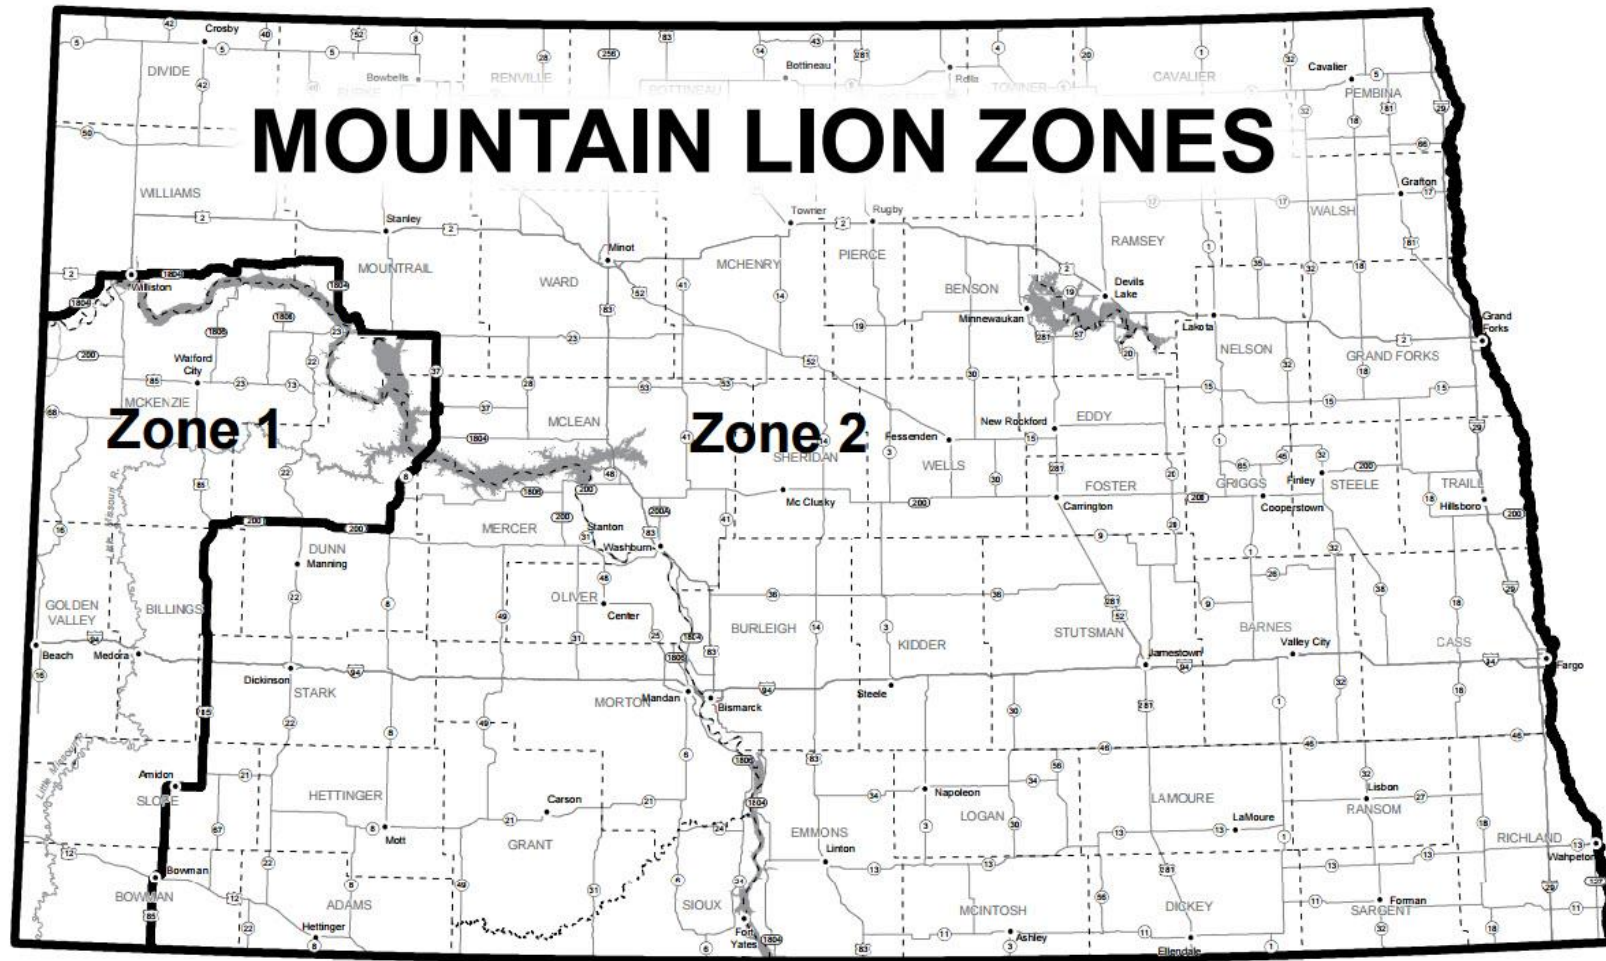 Crosby
DIVIDE
Bowbells
RENVILLE
BOTTINEAU
Bottineau
Rolla
TOWNER
CAVALIER
Cavalier
PEMBINA
MOUNTAIN LION ZONES
WILLIAMS
Stanley
MOUNTRAIL
Williston
Minot
WARD
MCHENRY
Towner
Rugby
PIERCE
BENSON
Minnewaukan
RAMSEY
Devils
Lake
Lakota
NELSON
WALSH
Grafton
Grand
Forks
GRAND FORKS
Watford
City
MCKENZIE
Zone 1
MCLEAN
Zone 2
SHERIDAN
Mc Clusky
Fessenden
WELLS
New Rockford
EDDY
FOSTER
Carrington
GRIGGS
Cooperstown
Finley
STEELE
TRAILL
Hillsboro
Little Missouri R.
DUNN
Manning
MERCER
Stanton
Washburn
OLIVER
Center
GOLDEN
VALLEY
BILLINGS
Beach
Medora
Dickinson
STARK
MORTON
Mandan
Bismarck
BURLEIGH
KIDDER
Steele
STUTSMAN
Jamestown
BARNES
Valley City
CASS
Fargo
Little Missouri R.
Amidon
SLOPE
HETTINGER
Mott
Carson
GRANT
EMMONS
Linton
Napoleon
LOGAN
LAMOURE
LaMoure
Lisbon
RANSOM
RICHLAND
Wahpeton
Bowman
BOWMAN
ADAMS
Hettinger
SIOUX
Fort
Yates
MCINTOSH
Ashley
DICKEY
Ellendale
Forman
SARGENT